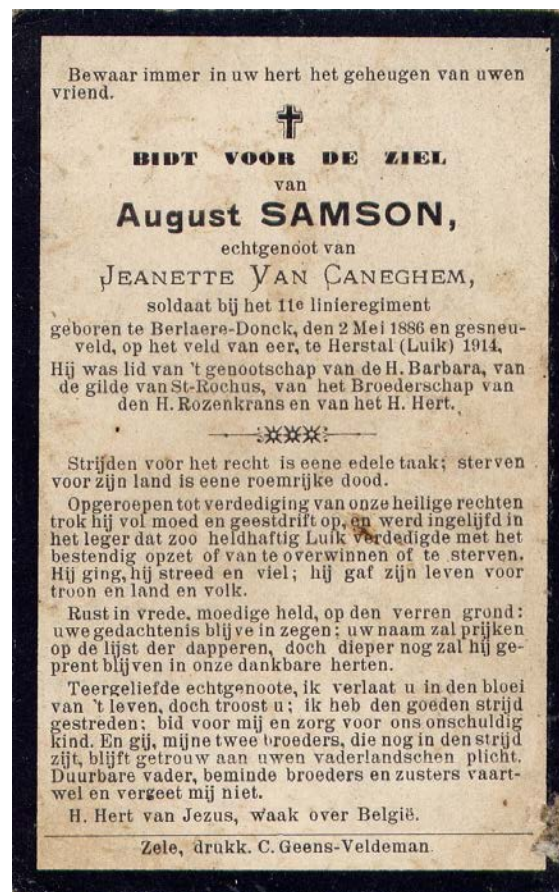 Bewaar immer in uw hert het geheugen van uwen
vriend.
BIDT VOOR DE ZIEL
van
August SAMSON,
echtgenoot van
JEANETTE VAN CANEGHEM,
soldaat bij het 11e linieregiment
geboren te Berlaere-Donck, den 2 Mei 1886 en gesneu-
veld, op het veld van eer, te Herstal (Luik) 1914.
Hij was lid van 't genootschap van de H. Barbara, van
de gilde van St-Rochus, van het Broederschap van
den H. Rozenkrans en van het H. Hert.
Strijden voor het recht is eene edele taak; sterven
voor zijn land is eene roemrijke dood.
Opgeroepen tot verdediging van onze heilige rechten
trok hij vol moed en geestdrift op, en werd ingelijfd in
het leger dat zoo heldhaftig Luik verdedigde met het
bestendig opzet of van te overwinnen of te sterven.
Hij ging, hij streed en viel; hij gaf zijn leven voor
troon en land en volk.
Rust in vrede, moedige held, op den verren grond:
uwe gedachtenis blijve in zegen; uw naam zal prijken
op de lijst der dapperen, doch dieper nog zal hij ge-
prent blijven in onze dankbare herten.
Teergeliefde echtgenoote, ik verlaat u in den bloei
van 't leven, doch troost u; ik heb den goeden strijd
gestreden; bid voor mij en zorg voor ons onschuldig
kind. En gij, mijne twee broeders, die nog in den strijd
zijt, blijft getrouw aan uwen vaderlandschen plicht.
Duurbare vader, beminde broeders en zusters vaart-
wel en vergeet mij niet.
H. Hert van Jezus, waak over België.
Zele, drukk. C. Geens-Veldeman.